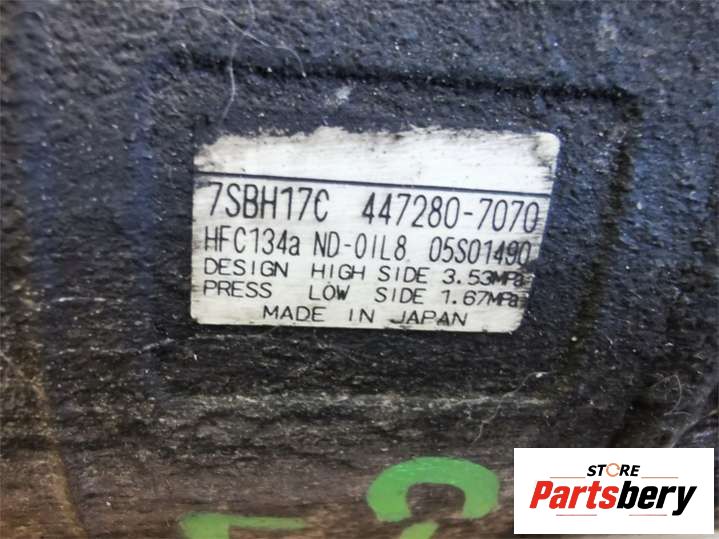 7SBH17C 447280-7070
HFC134a ND-OIL8 05S01490
DESIGN HIGH SIDE 3.53MPa
PRESS LOW SIDE 1.67MPa
MADE IN JAPAN
STORE
Partsbery